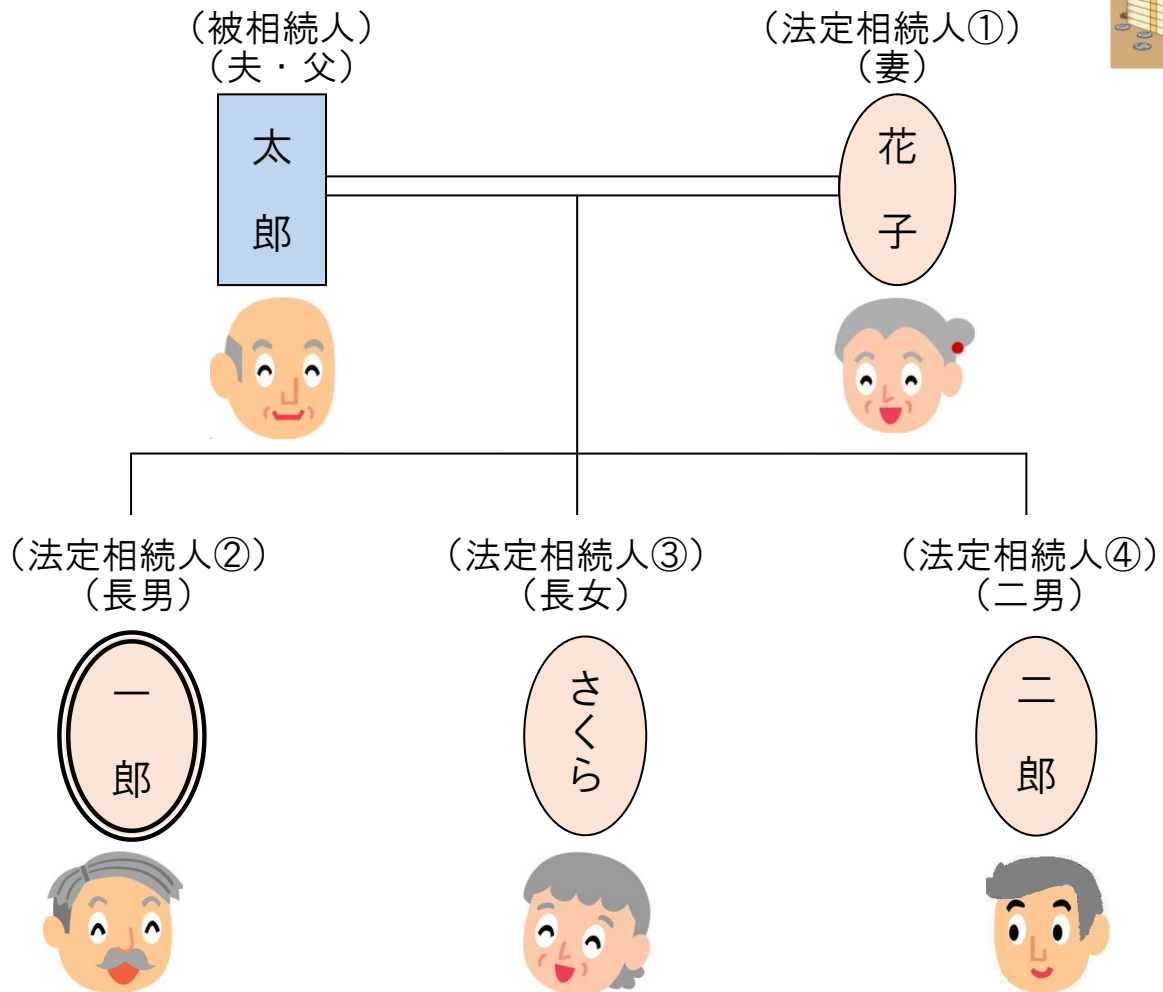 （被相続人）
（夫・父）
（法定相続人①）
（妻）
太郎
花子
（法定相続人②）
（長男）
（法定相続人③）
（長女）
（法定相続人④）
（二男）
一郎
さくら
二郎